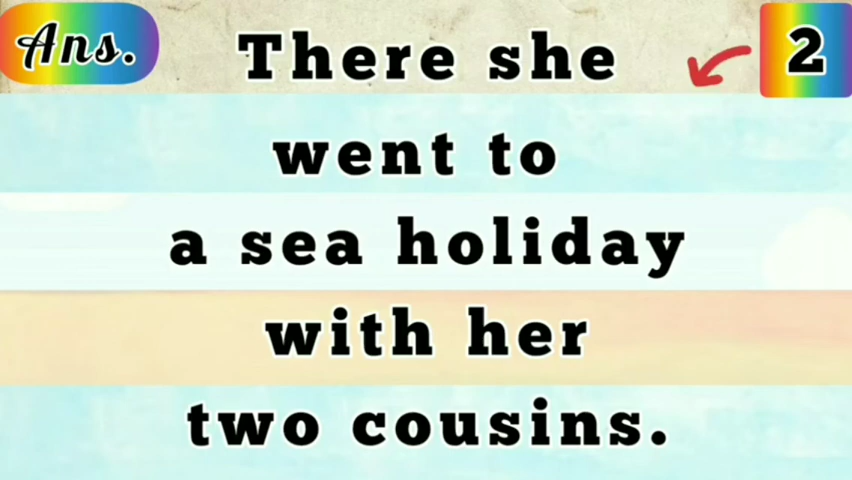 Ans.
There she
2
went to
a sea holiday
with her
two cousins.